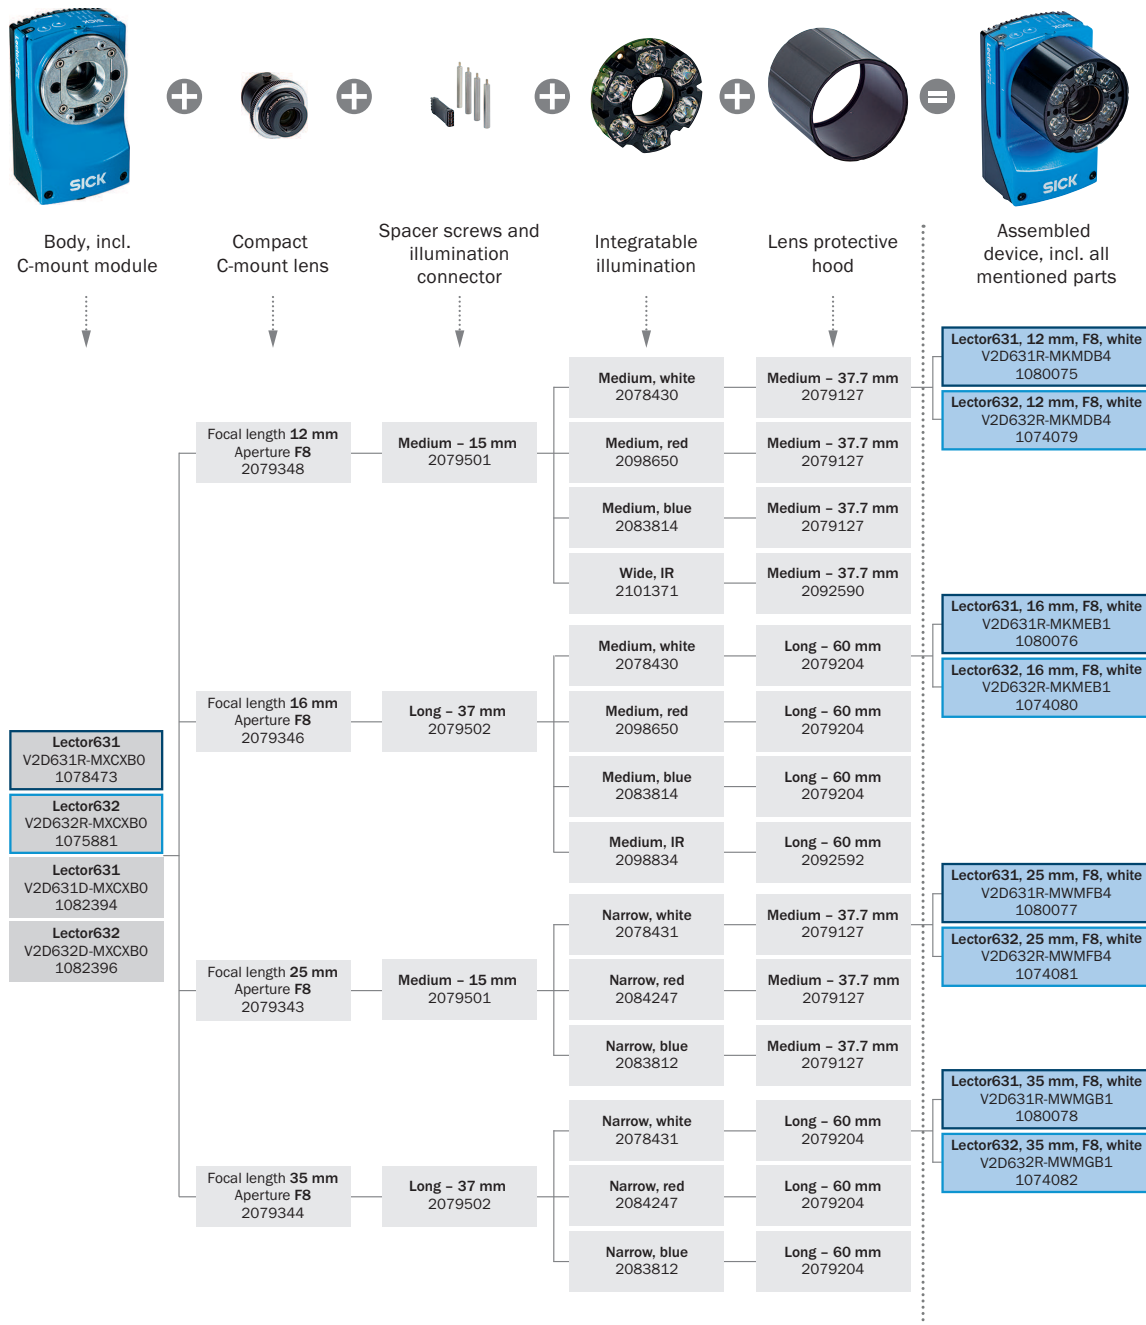 SICK
SICK
Body, incl.
C-mount module
Compact
C-mount lens
Spacer screws and
illumination
connector
Integratable
illumination
Lens protective
hood
Assembled
device, incl. all
mentioned parts
Lector631
V2D631R-MXCXB0
1078473
Lector632
V2D632R-MXCXB0
1075881
Lector631
V2D631D-MXCXB0
1082394
Lector632
V2D632D-MXCXB0
1082396
Focal length 12 mm
Aperture F8
2079348
Medium – 15 mm
2079501
Medium, white
2078430
Medium – 37.7 mm
2079127
Medium, red
2098650
Medium – 37.7 mm
2079127
Medium, blue
2083814
Medium – 37.7 mm
2079127
Wide, IR
2101371
Medium – 37.7 mm
2092590
Lector631, 12 mm, F8, white
V2D631R-MKMDB4
1080075
Lector632, 12 mm, F8, white
V2D632R-MKMDB4
1074079
Focal length 16 mm
Aperture F8
2079346
Long – 37 mm
2079502
Medium, white
2078430
Long – 60 mm
2079204
Medium, red
2098650
Long – 60 mm
2079204
Medium, blue
2083814
Long – 60 mm
2079204
Medium, IR
2098834
Long – 60 mm
2092592
Lector631, 16 mm, F8, white
V2D631R-MKMEB1
1080076
Lector632, 16 mm, F8, white
V2D632R-MKMEB1
1074080
Focal length 25 mm
Aperture F8
2079343
Medium – 15 mm
2079501
Narrow, white
2078431
Medium – 37.7 mm
2079127
Narrow, red
2084247
Medium – 37.7 mm
2079127
Narrow, blue
2083812
Medium – 37.7 mm
2079127
Lector631, 25 mm, F8, white
V2D631R-MWMFB4
1080077
Lector632, 25 mm, F8, white
V2D632R-MWMFB4
1074081
Focal length 35 mm
Aperture F8
2079344
Long – 37 mm
2079502
Narrow, white
2078431
Long – 60 mm
2079204
Narrow, red
2084247
Long – 60 mm
2079204
Narrow, blue
2083812
Long – 60 mm
2079204
Lector631, 35 mm, F8, white
V2D631R-MWMGB1
1080078
Lector632, 35 mm, F8, white
V2D632R-MWMGB1
1074082